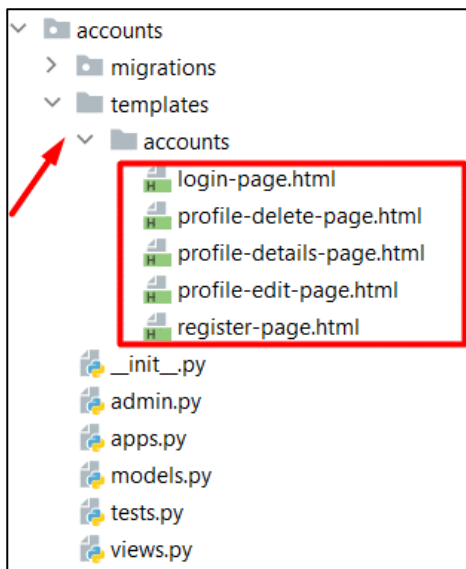 accounts
migrations
templates
accounts
login-page.html
profile-delete-page.html
profile-details-page.html
profile-edit-page.html
register-page.html
__init__.py
admin.py
apps.py
models.py
tests.py
views.py